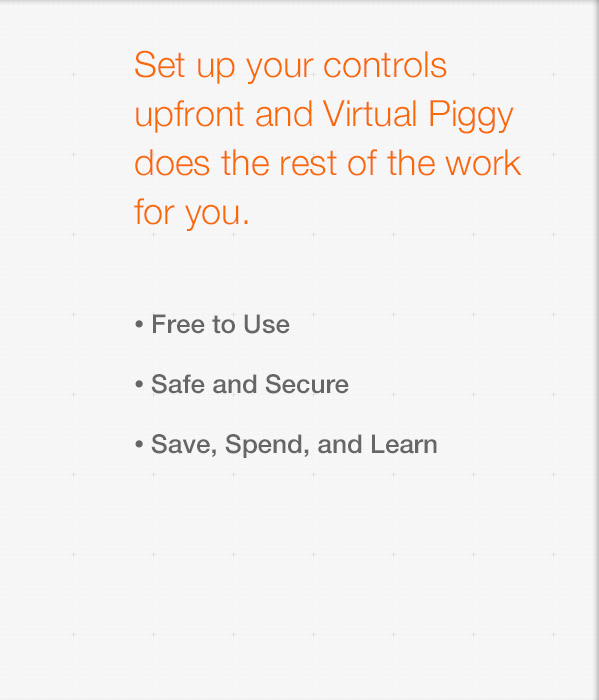 Set up your controls
upfront and Virtual Piggy
does the rest of the work
for you.
• Free to Use
• Safe and Secure
• Save, Spend, and Learn